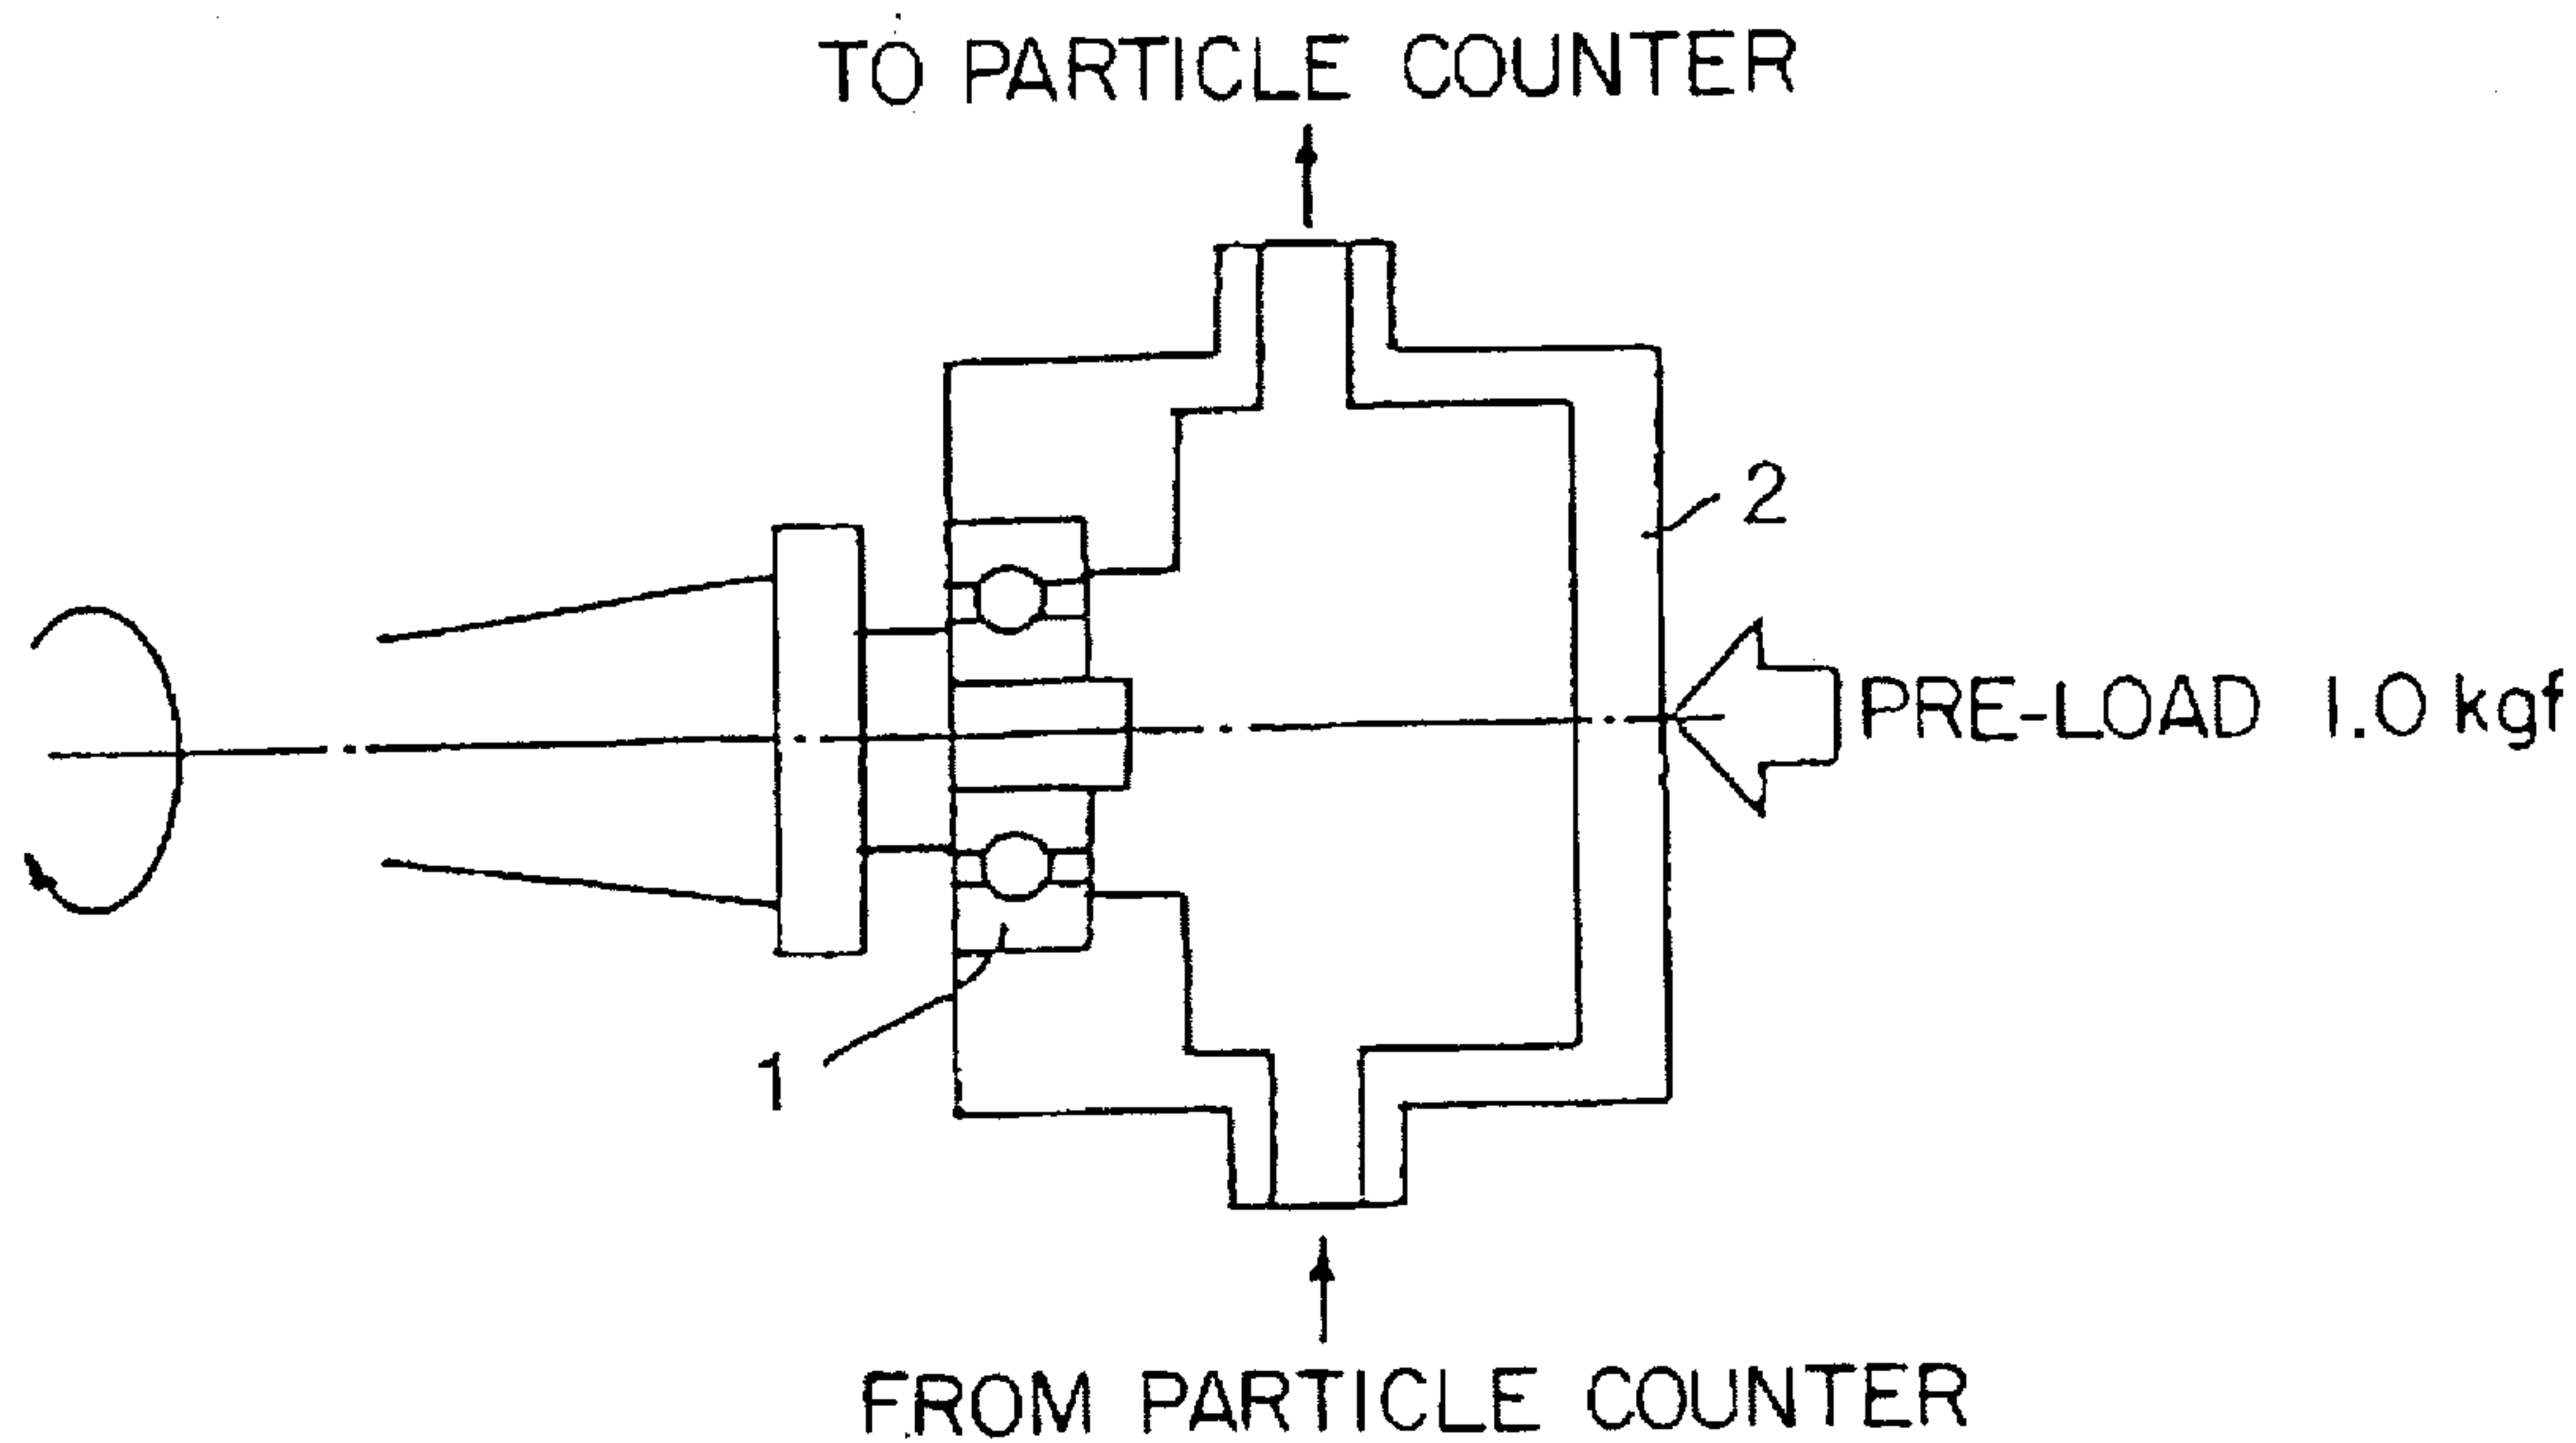 TO PARTICLE COUNTER
2
PRE-LOAD 1.0 kgf
1
FROM PARTICLE COUNTER